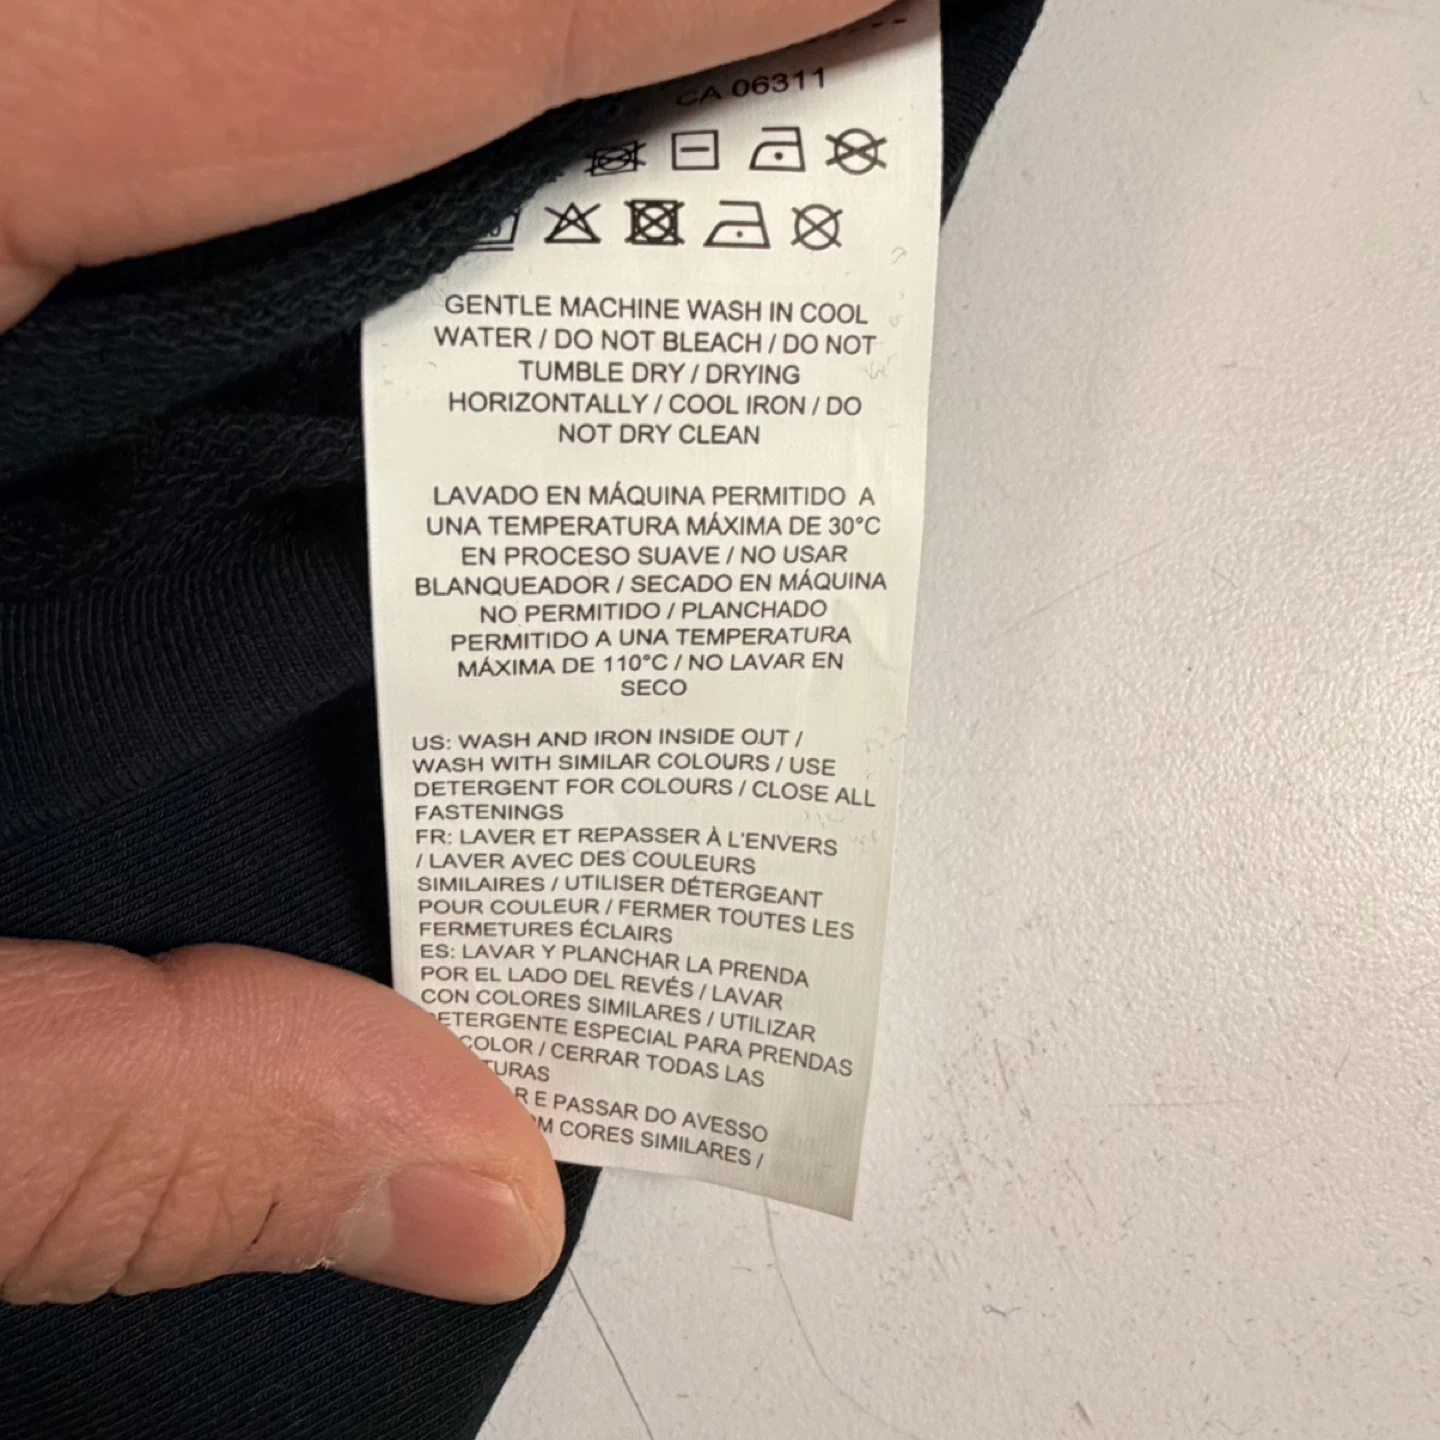 CA 06311
GENTLE MACHINE WASH IN COOL
WATER / DO NOT BLEACH / DO NOT
TUMBLE DRY / DRYING
HORIZONTALLY / COOL IRON / DO
NOT DRY CLEAN
LAVADO EN MÁQUINA PERMITIDO A
UNA TEMPERATURA MÁXIMA DE 30°C
EN PROCESO SUAVE / NO USAR
BLANQUEADOR / SECADO EN MÁQUINA
NO PERMITIDO / PLANCHADO
PERMITIDO A UNA TEMPERATURA
MÁXIMA DE 110°C / NO LAVAR EN
SECO
US: WASH AND IRON INSIDE OUT /
WASH WITH SIMILAR COLOURS / USE
DETERGENT FOR COLOURS / CLOSE ALL
FASTENINGS
FR: LAVER ET REPASSER À L'ENVERS
/ LAVER AVEC DES COULEURS
SIMILAIRES / UTILISER DÉTERGEANT
POUR COULEUR / FERMER TOUTES LES
FERMETURES ÉCLAIRS
ES: LAVAR Y PLANCHAR LA PRENDA
POR EL LADO DEL REVÉS / LAVAR
CON COLORES SIMILARES / UTILIZAR
DETERGENTE ESPECIAL PARA PRENDAS
COLOR / CERRAR TODAS LAS
E PASSAR DO AVESSO
CORES SIMILARES /